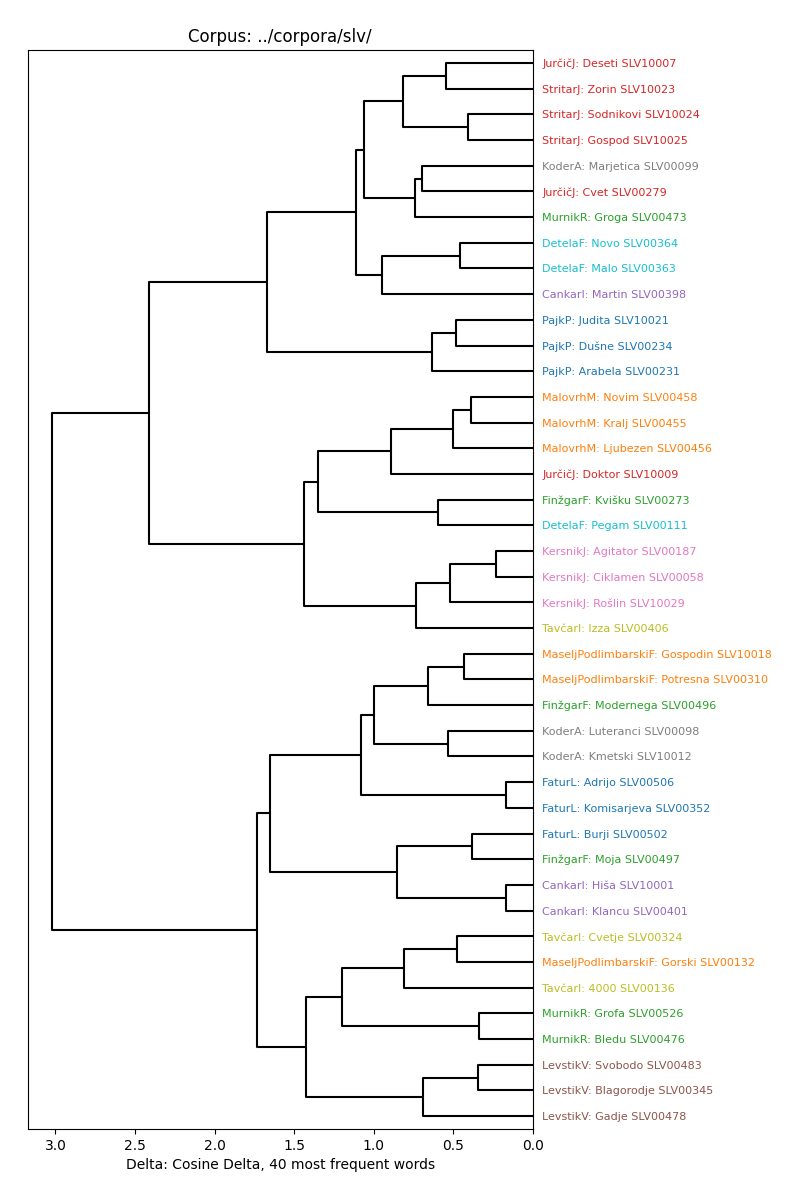 Corpus: ../corpora/slv/
JurčičJ: Deseti SLV10007
StritarJ: Zorin SLV10023
StritarJ: Sodnikovi SLV10024
StritarJ: Gospod SLV10025
KoderA: Marjetica SLV00099
JurčičJ: Cvet SLV00279
MurnikR: Groga SLV00473
DetelaF: Novo SLV00364
DetelaF: Malo SLV00363
CankarI: Martin SLV00398
PajkP: Judita SLV10021
PajkP: Dušne SLV00234
PajkP: Arabela SLV00231
MalovrhM: Novim SLV00458
MalovrhM: Kralj SLV00455
MalovrhM: Ljubezen SLV00456
JurčičJ: Doktor SLV10009
FinžgarF: Kvišku SLV00273
DetelaF: Pegam SLV00111
KersnikJ: Agitator SLV00187
KersnikJ: Ciklamen SLV00058
KersnikJ: Rošlin SLV10029
TavčarI: Izza SLV00406
MaseljPodlimbarskiF: Gospodin SLV10018
MaseljPodlimbarskiF: Potresna SLV00310
FinžgarF: Modernega SLV00496
KoderA: Luteranci SLV00098
KoderA: Kmetski SLV10012
FaturL: Adrijo SLV00506
FaturL: Komisarjeva SLV00352
FaturL: Burji SLV00502
FinžgarF: Moja SLV00497
CankarI: Hiša SLV10001
CankarI: Klancu SLV00401
TavčarI: Cvetje SLV00324
MaseljPodlimbarskiF: Gorski SLV00132
TavčarI: 4000 SLV00136
MurnikR: Grofa SLV00526
MurnikR: Bledu SLV00476
LevstikV: Svobodo SLV00483
LevstikV: Blagorodje SLV00345
LevstikV: Gadje SLV00478
3.0 2.5 2.0 1.5 1.0 0.5 0.0
Delta: Cosine Delta, 40 most frequent words